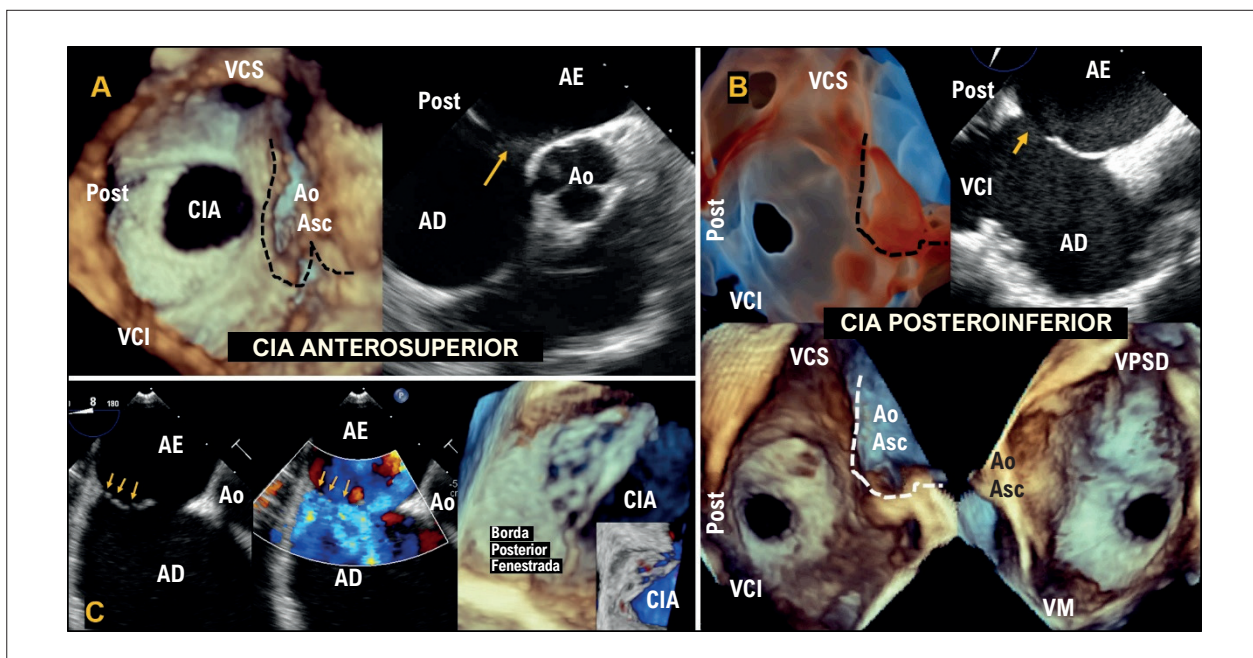 A
VCS
Post
CIA
Ao
Asc
VCI
Post
AE
Ao
AD
CIA ANTEROSUPERIOR
B
VCS
Post
VCI
Post
AE
VCI
AD
CIA POSTEROINFERIOR
VCS
Ao
Asc
Post
VCI
VPSD
Ao
Asc
VM
C
8
180
AE
Ao
AD
AE
Ao
AD
-5
cm
CIA
Borda
Posterior
Fenestrada
CIA